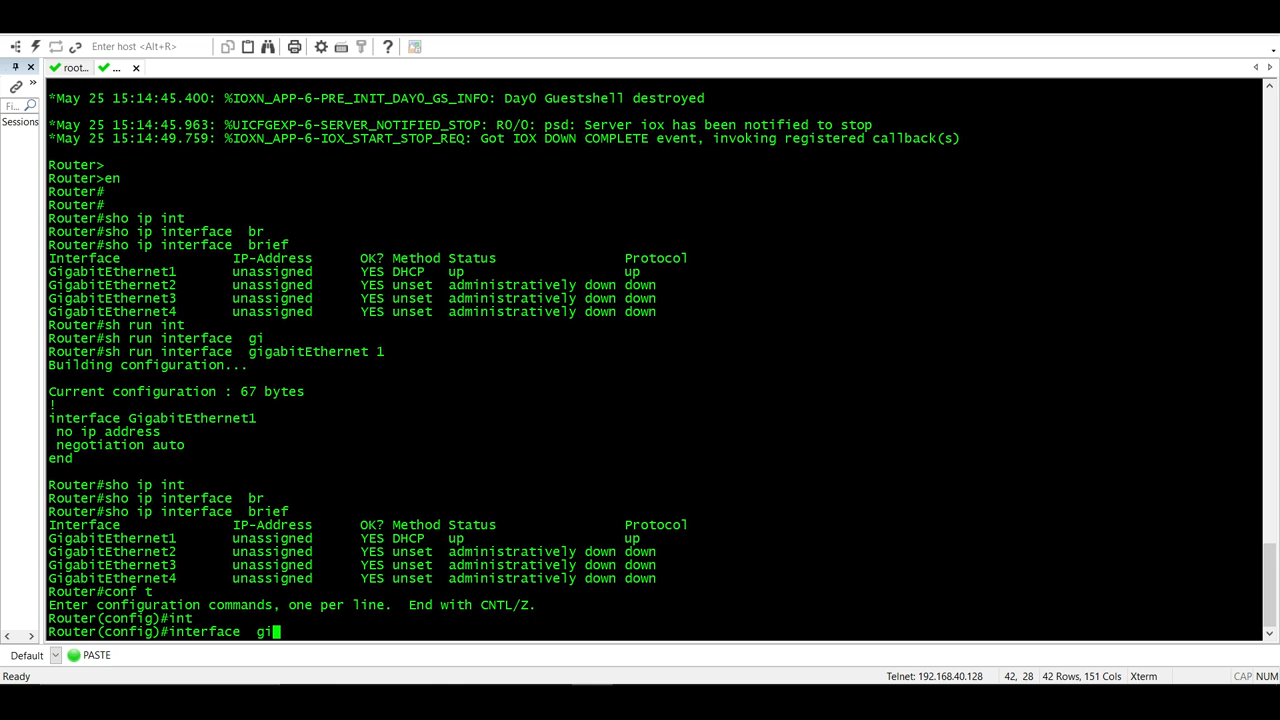 Enter host <Alt+R>
root...
...
Fi...
Sessions
*May 25 15:14:45.400: %IOXN_APP-6-PRE_INIT_DAY0_GS_INFO: Day0 Guestshell destroyed
*May 25 15:14:45.963: %UICFGEXP-6-SERVER_NOTIFIED_STOP: R0/0: psd: Server iox has been notified to stop
*May 25 15:14:49.759: %IOXN_APP-6-IOX_START_STOP_REQ: Got IOX DOWN COMPLETE event, invoking registered callback(s)
Router>
Router>en
Router#
Router#
Router#sho ip int
Router#sho ip interface  br
Router#sho ip interface  brief
Interface              IP-Address      OK? Method Status                Protocol
GigabitEthernet1       unassigned      YES DHCP   up                    up
GigabitEthernet2       unassigned      YES unset  administratively down down
GigabitEthernet3       unassigned      YES unset  administratively down down
GigabitEthernet4       unassigned      YES unset  administratively down down
Router#sh run int
Router#sh run interface  gi
Router#sh run interface  gigabitEthernet 1
Building configuration...
Current configuration : 67 bytes
!
interface GigabitEthernet1
 no ip address
 negotiation auto
end
Router#sho ip int
Router#sho ip interface  br
Router#sho ip interface  brief
Interface              IP-Address      OK? Method Status                Protocol
GigabitEthernet1       unassigned      YES DHCP   up                    up
GigabitEthernet2       unassigned      YES unset  administratively down down
GigabitEthernet3       unassigned      YES unset  administratively down down
GigabitEthernet4       unassigned      YES unset  administratively down down
Router#conf t
Enter configuration commands, one per line.  End with CNTL/Z.
Router(config)#int
Router(config)#interface  gi
Default
PASTE
Ready
Telnet: 192.168.40.128
42, 28
42 Rows, 151 Cols
Xterm
CAP NUM